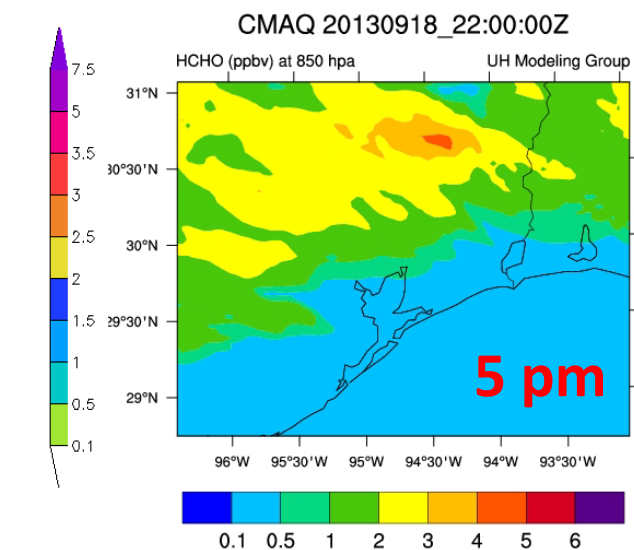 CMAQ 20130918_22:00:00Z
HCHO (ppbv) at 850 hpa UH Modeling Group
7.5
5
3.5
3
2.5
2
1.5
1
0.5
0.1
31°N
30°30'N
30°N
29°30'N
29°N
5 pm
96°W 95°30'W 95°W 94°30'W 94°W 93°30'W
0.1 0.5 1 2 3 4 5 6